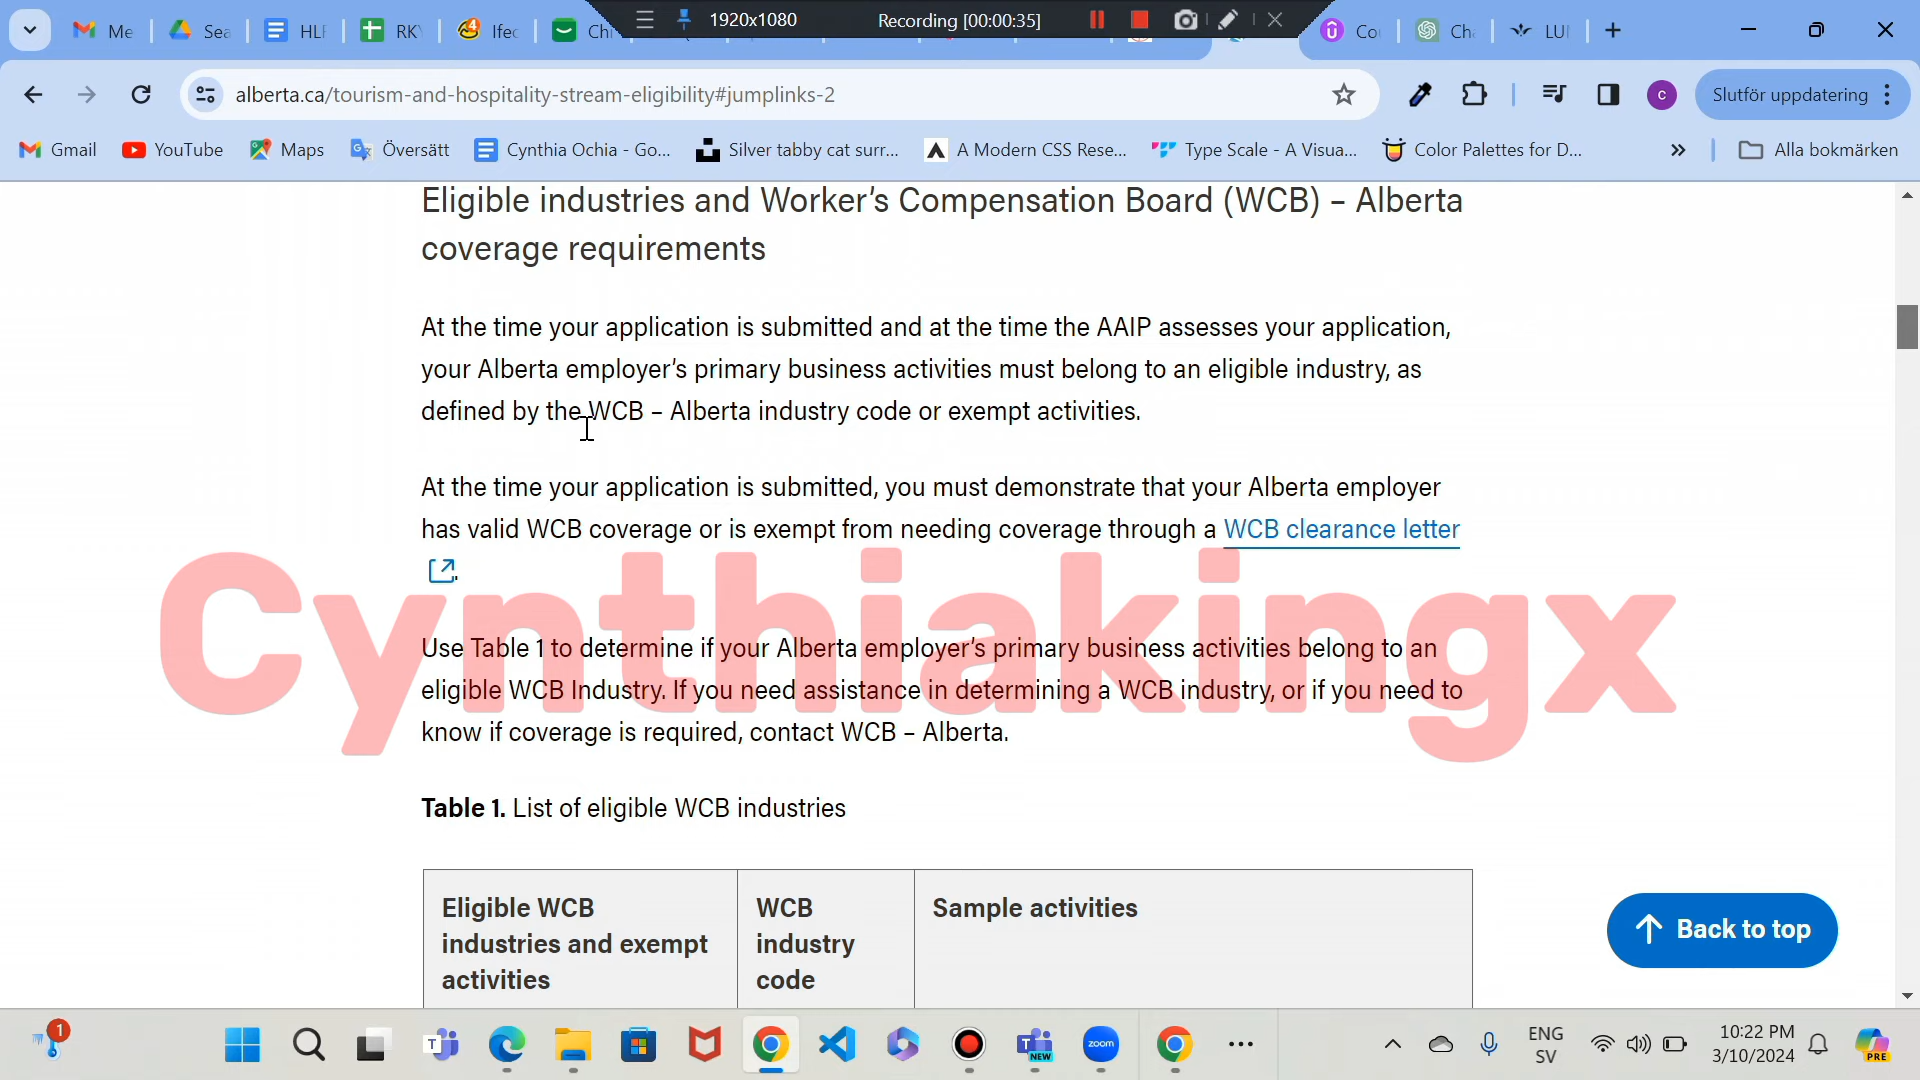 Me
Sea
HLF
RK
Ifec
Ch
1920x1080
Recording [00:00:35]
Co
Ch
LU
alberta.ca/tourism-and-hospitality-stream-eligibility#jumplinks-2
c
Slutför uppdatering
Gmail
YouTube
Maps
Översätt
Cynthia Ochia - Go...
Silver tabby cat surr...
A Modern CSS Rese...
Type Scale - A Visua...
Color Palettes for D...
»
Alla bokmärken
Eligible industries and Worker's Compensation Board (WCB) – Alberta
coverage requirements
At the time your application is submitted and at the time the AAIP assesses your application,
your Alberta employer's primary business activities must belong to an eligible industry, as
defined by the WCB – Alberta industry code or exempt activities.
At the time your application is submitted, you must demonstrate that your Alberta employer
has valid WCB coverage or is exempt from needing coverage through a WCB clearance letter
.
Cynthiakingx
Use Table 1 to determine if your Alberta employer's primary business activities belong to an
eligible WCB Industry. If you need assistance in determining a WCB industry, or if you need to
know if coverage is required, contact WCB – Alberta.
Table 1. List of eligible WCB industries
Eligible WCB
industries and exempt
activities
WCB
industry
code
Sample activities
Back to top
1
NEW
zoom
ENG
SV
10:22 PM
3/10/2024
PRE